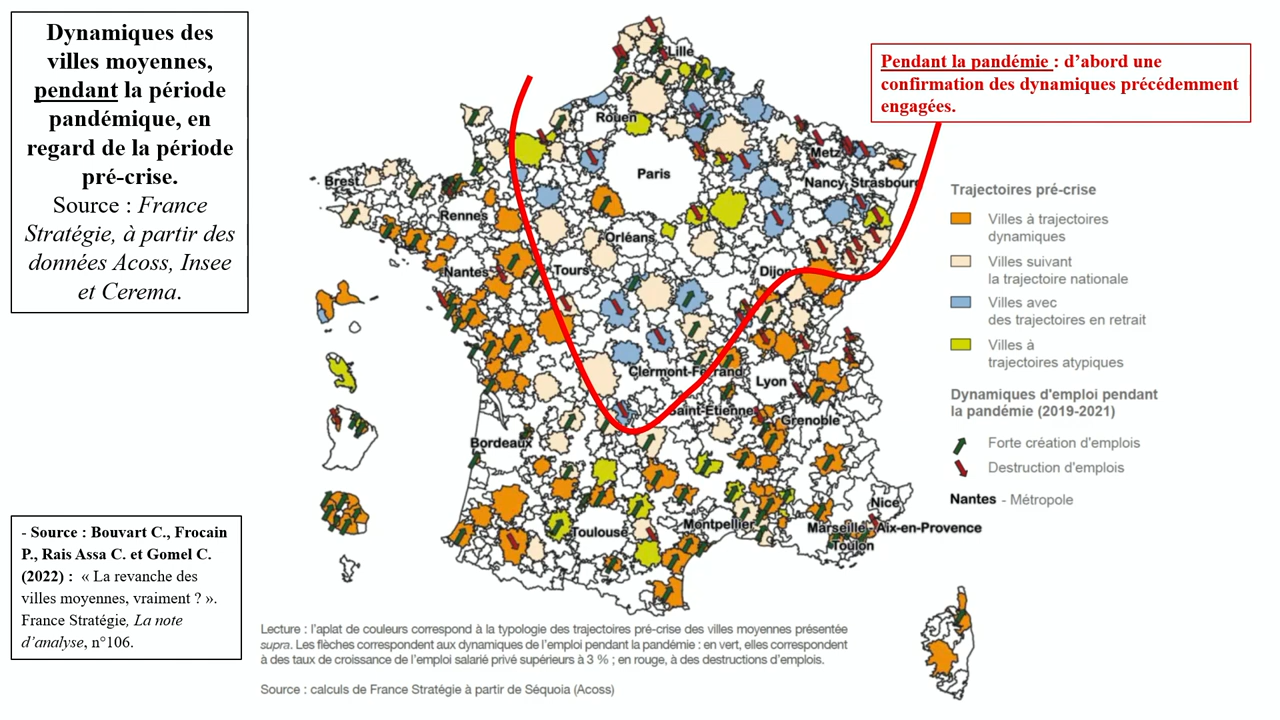 Dynamiques des
villes moyennes,
pendant la période
pandémique, en
regard de la période
pré-crise.
Source : France
Stratégie, à partir des
données Acoss, Insee
et Cerema.
Pendant la pandémie : d’abord une
confirmation des dynamiques précédemment
engagées.
Lille
Rouen
Metz
Paris
Nancy
Strasbourg
Brest
Rennes
Orléans
Nantes
Tours
Dijon
Clermont-Ferrand
Lyon
Saint-Etienne
Grenoble
Bordeaux
Nice
Montpellier
Toulouse
Marseille - Aix-en-Provence
Toulon
Trajectoires pré-crise
Villes à trajectoires
dynamiques
Villes suivant
la trajectoire nationale
Villes avec
des trajectoires en retrait
Villes à
trajectoires atypiques
Dynamiques d'emploi pendant
la pandémie (2019-2021)
Forte création d'emplois
Destruction d'emplois
Nantes - Métropole
- Source : Bouvart C., Frocain
P., Rais Assa C. et Gomel C.
(2022) : « La revanche des
villes moyennes, vraiment ? ».
France Stratégie, La note
d’analyse, n°106.
Lecture : l’aplat de couleurs correspond à la typologie des trajectoires pré-crise des villes moyennes présentée
supra. Les flèches correspondent aux dynamiques de l’emploi pendant la pandémie : en vert, elles correspondent
à des taux de croissance de l’emploi salarié privé supérieurs à 3 % ; en rouge, à des destructions d’emplois.
Source : calculs de France Stratégie à partir de Séquoia (Acoss)